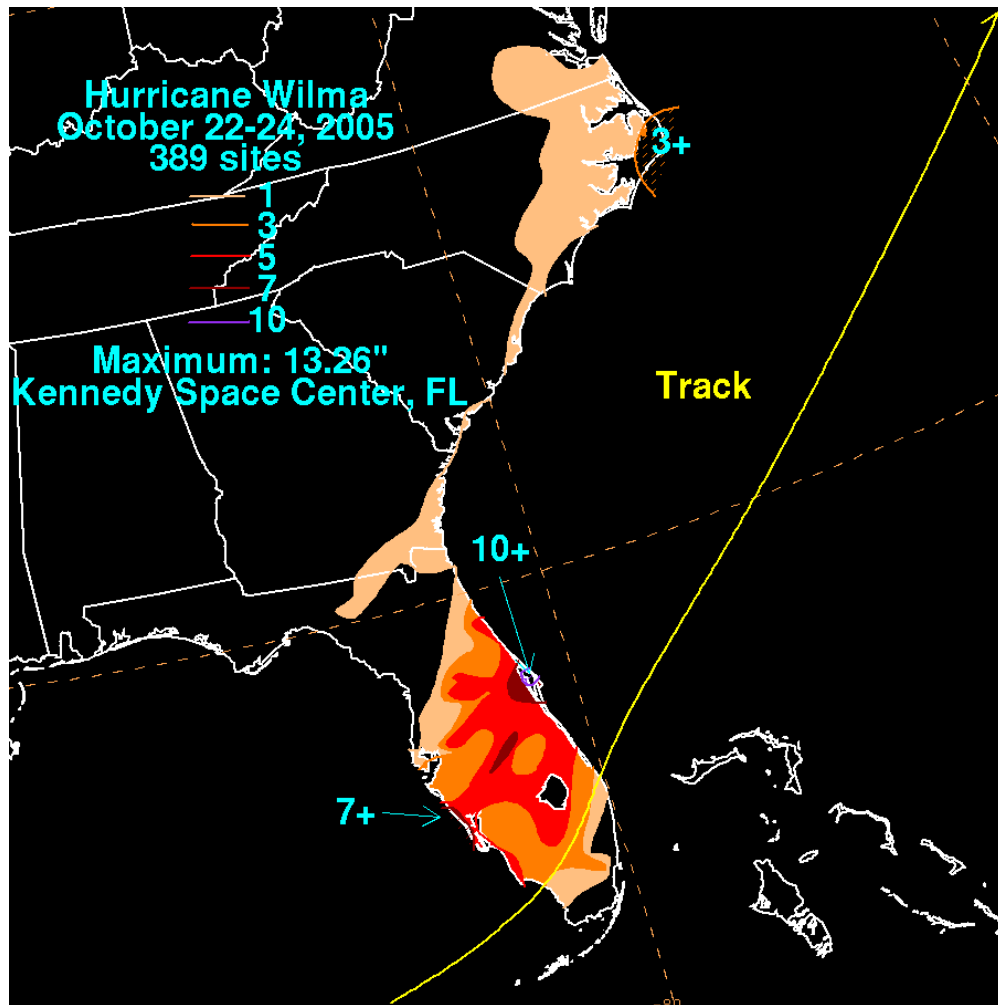 Hurricane Wilma
October 22-24, 2005
389 sites
1
3
5
7
10
Maximum: 13.26"
Kennedy Space Center, FL
3+
Track
10+
7+